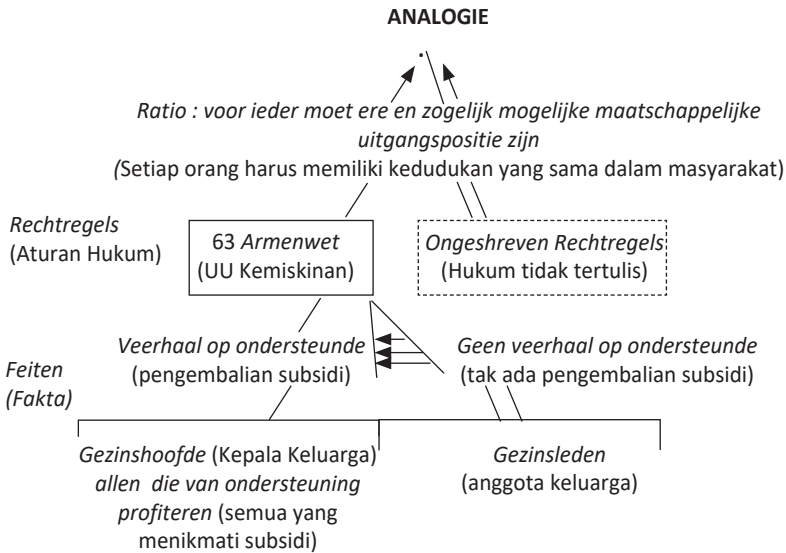 ANALOGIE
Ratio : voor ieder moet ere en zogelijk mogelijke maatschappelijke
uitgangspositie zijn
(Setiap orang harus memiliki kedudukan yang sama dalam masyarakat)
Rechtregels
(Aturan Hukum)
63 Armenwet
(UU Kemiskinan)
Ongeshreven Rechtregels
(Hukum tidak tertulis)
Feiten
(Fakta)
Veerhaal op ondersteunde
(pengembalian subsidi)
Geen veerhaal op ondersteunde
(tak ada pengembalian subsidi)
Gezinshoofde (Kepala Keluarga)
allen die van ondersteuning
profiteren (semua yang
menikmati subsidi)
Gezinsleden
(anggota keluarga)